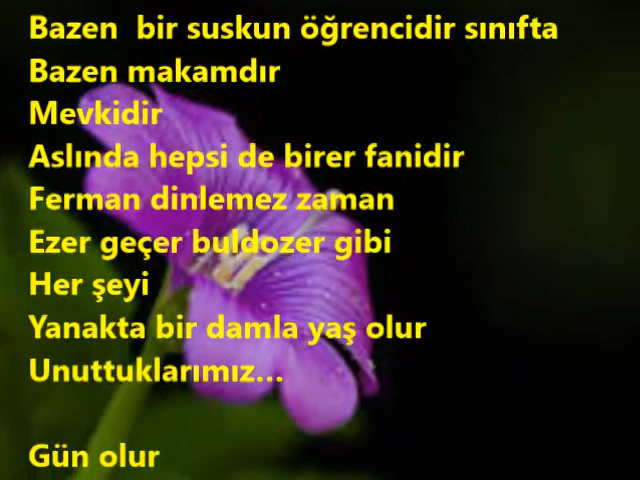 Bazen  bir suskun öğrencidir sınıfta
Bazen makamdır
Mevkidir
Aslında hepsi de birer fanidir
Ferman dinlemez zaman
Ezer geçer buldozer gibi
Her şeyi
Yanakta bir damla yaş olur
Unuttuklarımız...
Gün olur